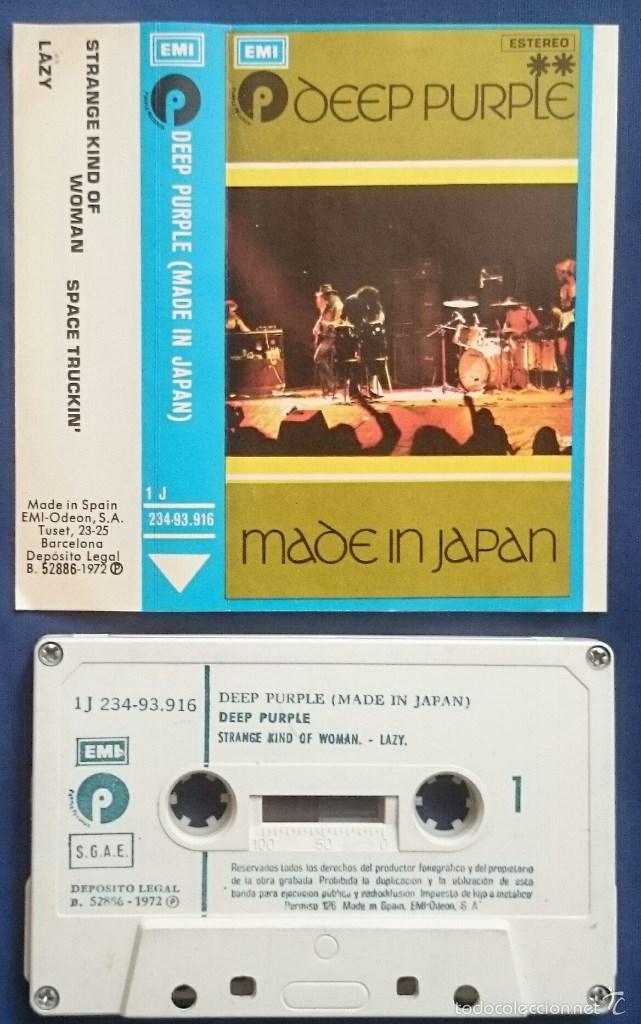 STRANGE KIND OF
WOMAN SPACE TRUCKIN'
LAZY
Made in Spain
EMI-Odeon, S.A.
Tuset, 23-25
Barcelona
Depósito Legal
B. 52886-1972 Ⓟ
EMI
DEEP PURPLE (MADE IN JAPAN)
1 J
234-93.916
EMI
ESTEREO
**
DEEP PURPLE
made in japan
1J 234-93.916
DEEP PURPLE (MADE IN JAPAN)
DEEP PURPLE
STRANGE KIND OF WOMAN. - LAZY.
EMI
1
100 50 0
S.G.A.E.
DEPOSITO LEGAL
B. 52886 - 1972 Ⓟ
Reservados todos los derechos del productor fonográfico y del propietario
de la obra grabada Prohibida la duplicación y la utilización de esta
banda para ejecución pública y radiodifusión Impuesto de lujo a metálico
Permiso 126 Made in Spain, EMI-Odeon, S. A.
todocoleccion.net TC